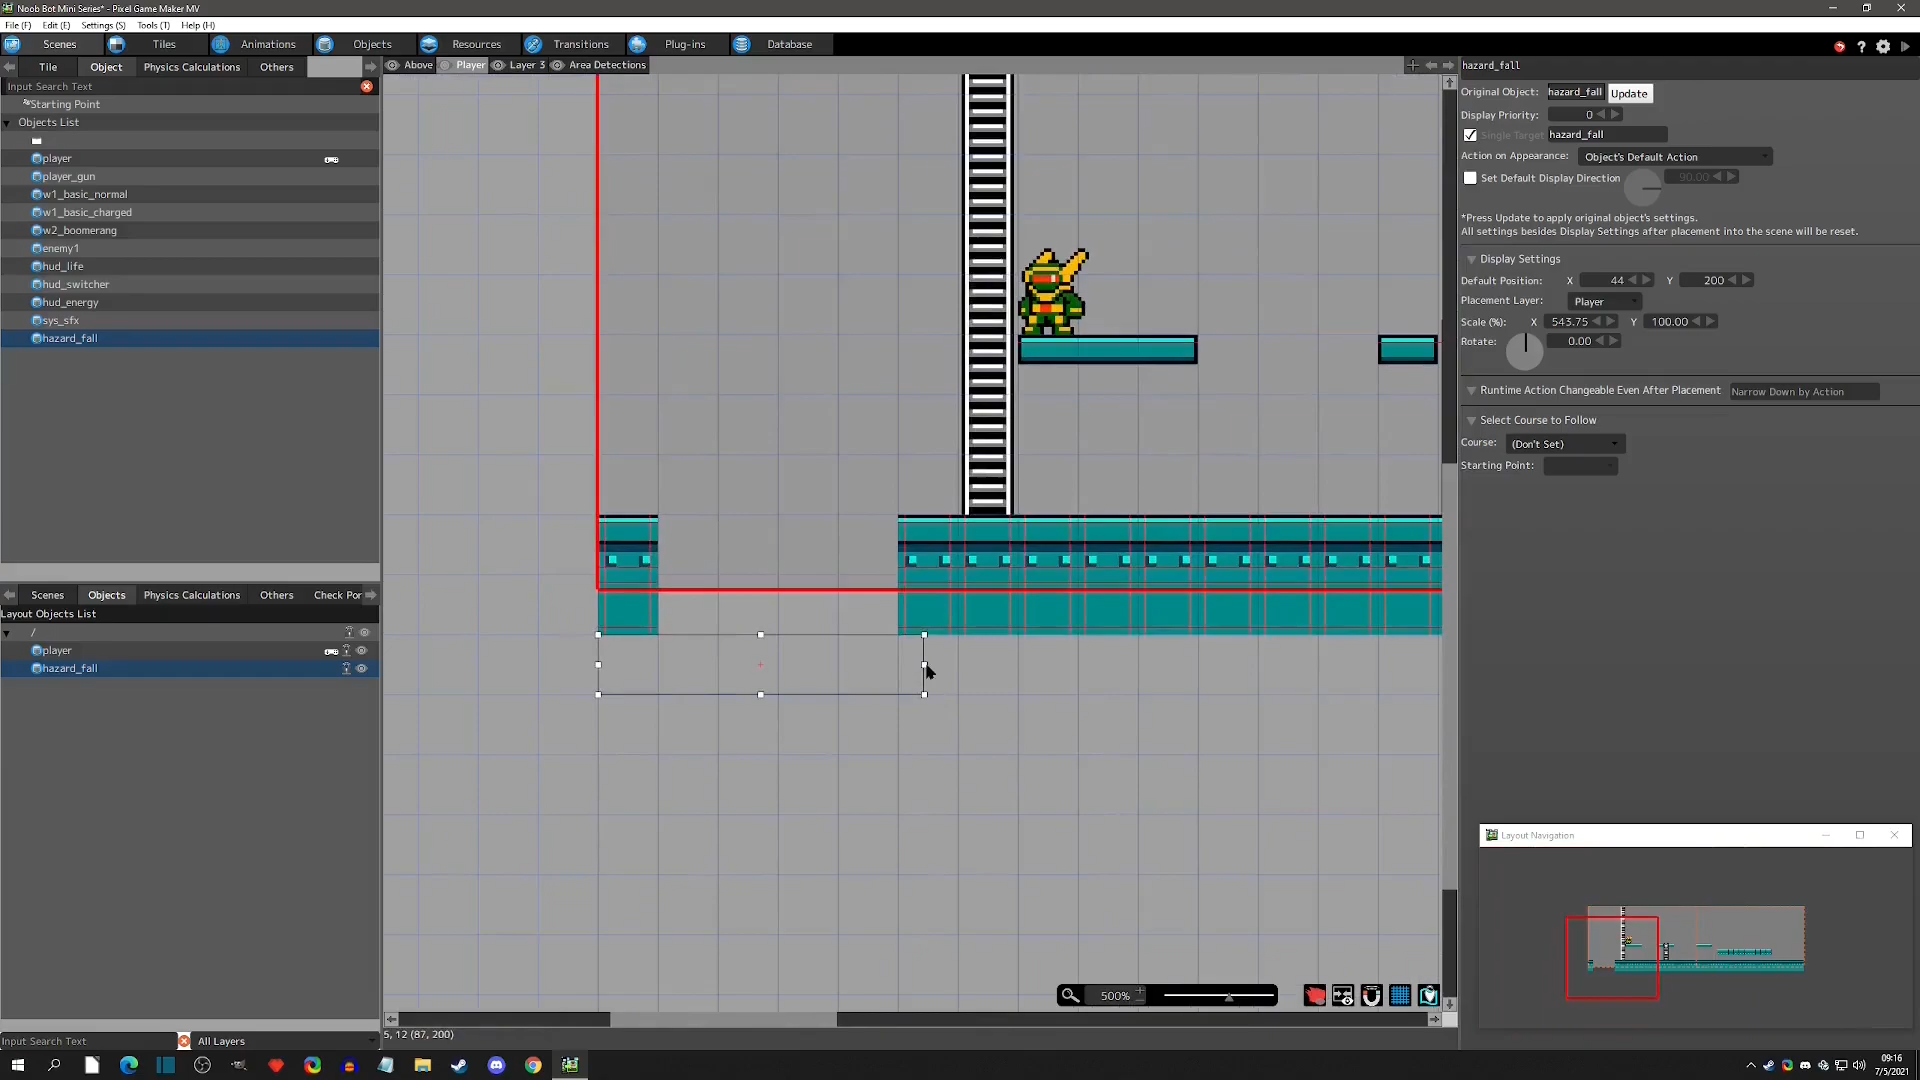 Noob Bot Mini Series* - Pixel Game Maker MV
File (F) Edit (E) Settings (S) Tools (T) Help (H)
Scenes Tiles Animations Objects Resources Transitions Plug-ins Database
Tile Object Physics Calculations Others
Above Player Layer 3 Area Detections
Input Search Text
Starting Point
Objects List
player
player_gun
w1_basic_normal
w1_basic_charged
w2_boomerang
enemy1
hud_life
hud_switcher
hud_energy
sys_sfx
hazard_fall
Scenes Objects Physics Calculations Others Check Por
Layout Objects List
/
player
hazard_fall
Input Search Text All Layers
500%
5, 12 (87, 200)
hazard_fall
Original Object: hazard_fall Update
Display Priority: 0
Single Target hazard_fall
Action on Appearance: Object's Default Action
Set Default Display Direction 90.00
*Press Update to apply original object's settings.
All settings besides Display Settings after placement into the scene will be reset.
Display Settings
Default Position: X 44 Y 200
Placement Layer: Player
Scale (%): X 543.75 Y 100.00
Rotate: 0.00
Runtime Action Changeable Even After Placement Narrow Down by Action
Select Course to Follow
Course: (Don't Set)
Starting Point:
Layout Navigation
09:16
7/5/2021